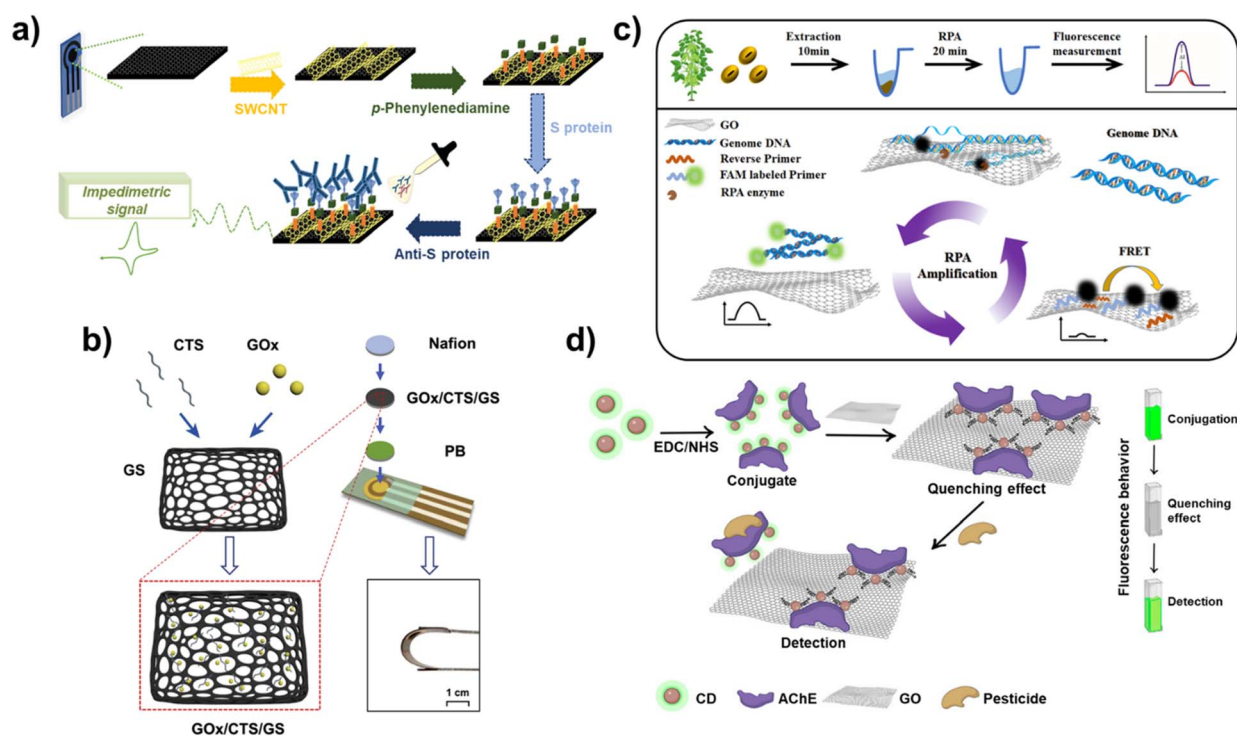 a)
SWCNT
p-Phenylenediamine
S protein
Anti-S protein
Impedimetric
signal
b)
CTS
GOx
GS
GOx/CTS/GS
Nafion
GOx/CTS/GS
PB
1 cm
c)
Extraction
10min
RPA
20 min
Fluorescence
measurement
GO
Genome DNA
Reverse Primer
FAM labeled Primer
RPA enzyme
Genome DNA
RPA
Amplification
FRET
d)
EDC/NHS
Conjugate
Quenching effect
Detection
Fluorescence behavior
Conjugation
Quenching
effect
Detection
CD
AChE
GO
Pesticide